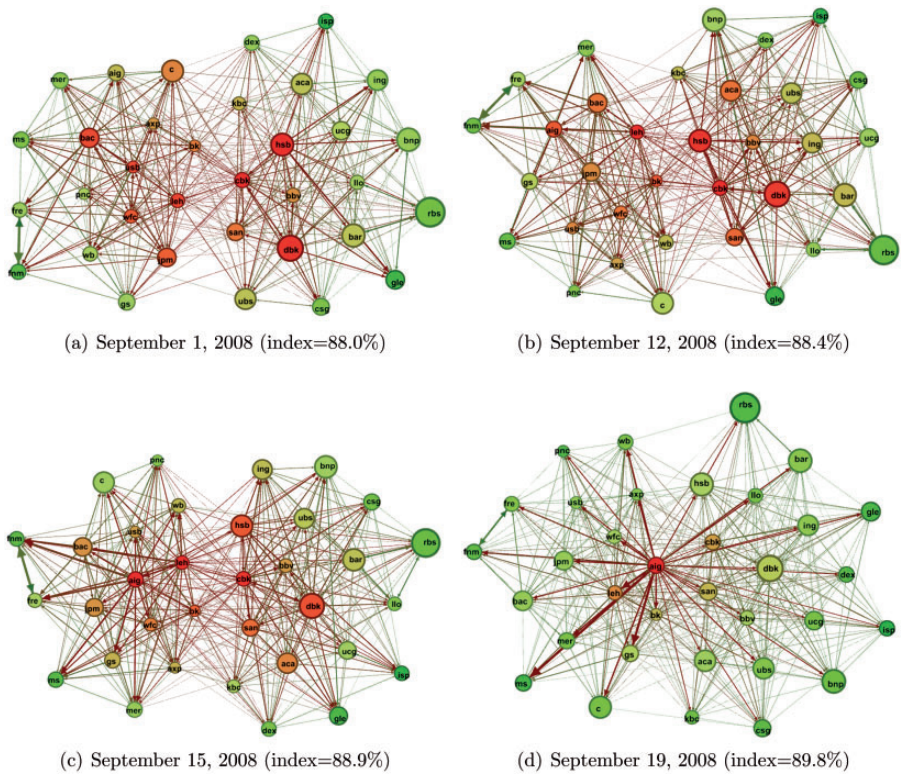 isp
dex
c
mer
aig
aca
ing
kbc
axp
ucg
ms
bac
bk
hsb
bnp
usb
cbk
llo
pnc
leh
bbv
fre
wfc
rbs
san
bar
wb
jpm
dbk
fnm
gle
gs
ubs
csg
(a) September 1, 2008 (index=88.0%)
bnp
isp
dex
mer
kbc
fre
csg
aca
ubs
bac
fnm
aig
leh
ucg
hsb
bbv
ing
jpm
gs
bk
cbk
dbk
bar
wfc
usb
san
ms
wb
llo
rbs
axp
pnc
gle
c
(b) September 12, 2008 (index=88.4%)
pnc
ing
bnp
c
wb
csg
ubs
hsb
usb
fnm
rbs
bac
leh
bar
bbv
aig
cbk
fre
jpm
bk
dbk
llo
wfc
san
ucg
gs
axp
aca
ms
kbc
isp
mer
gle
dex
(c) September 15, 2008 (index=88.9%)
rbs
wb
pnc
bar
hsb
fre
usb
axp
llo
gle
ing
wfc
cbk
fnm
jpm
aig
dbk
dex
leh
san
bac
bk
bbv
ucg
isp
mer
gs
aca
ubs
ms
bnp
c
kbc
csg
(d) September 19, 2008 (index=89.8%)